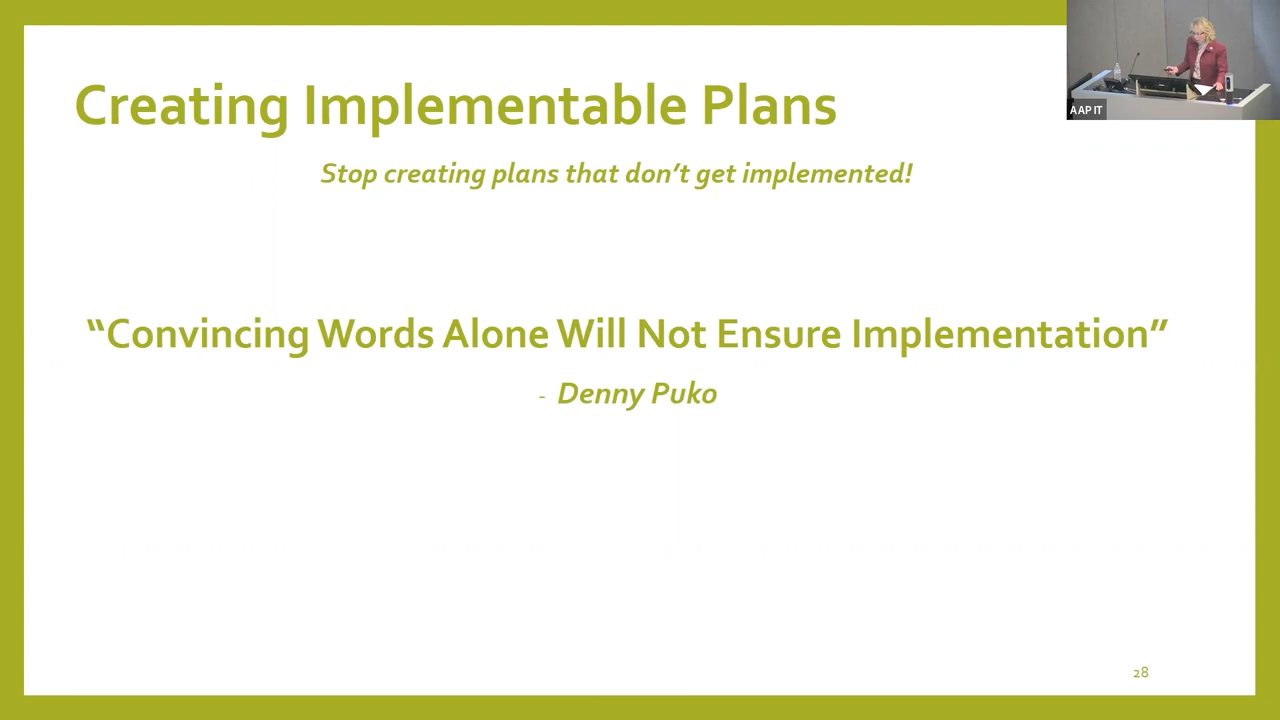 Creating Implementable Plans
Stop creating plans that don’t get implemented!
“Convincing Words Alone Will Not Ensure Implementation”
- Denny Puko
28
AAP IT